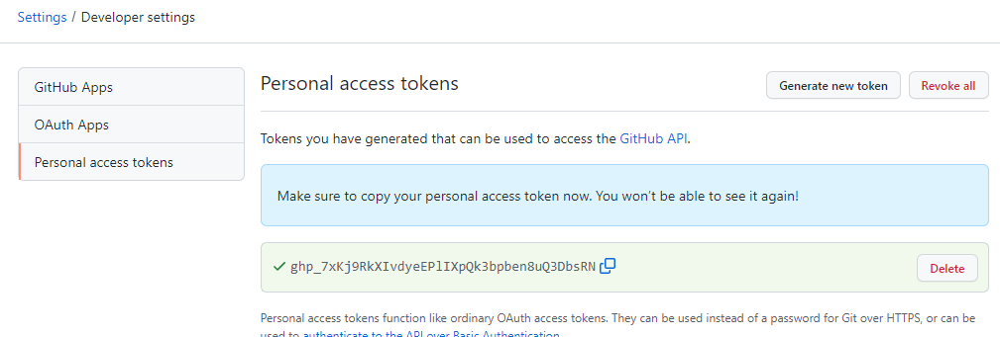 Settings / Developer settings
GitHub Apps
OAuth Apps
Personal access tokens
Personal access tokens
Generate new token
Revoke all
Tokens you have generated that can be used to access the GitHub API.
Make sure to copy your personal access token now. You won’t be able to see it again!
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
Delete
Personal access tokens function like ordinary OAuth access tokens. They can be used instead of a password for Git over HTTPS, or can be
used to authenticate to the API over Basic Authentication.